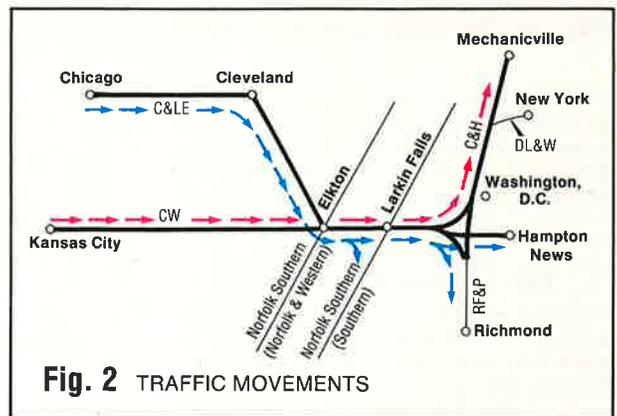 Mechanicville
Chicago
Cleveland
New York
C&LE
C&H
DL&W
Elkton
Larkin Falls
Washington,
D.C.
CW
Kansas City
Hampton
News
Norfolk Southern
(Norfolk & Western)
Norfolk Southern
(Southern)
RF&P
Richmond
Fig. 2 TRAFFIC MOVEMENTS